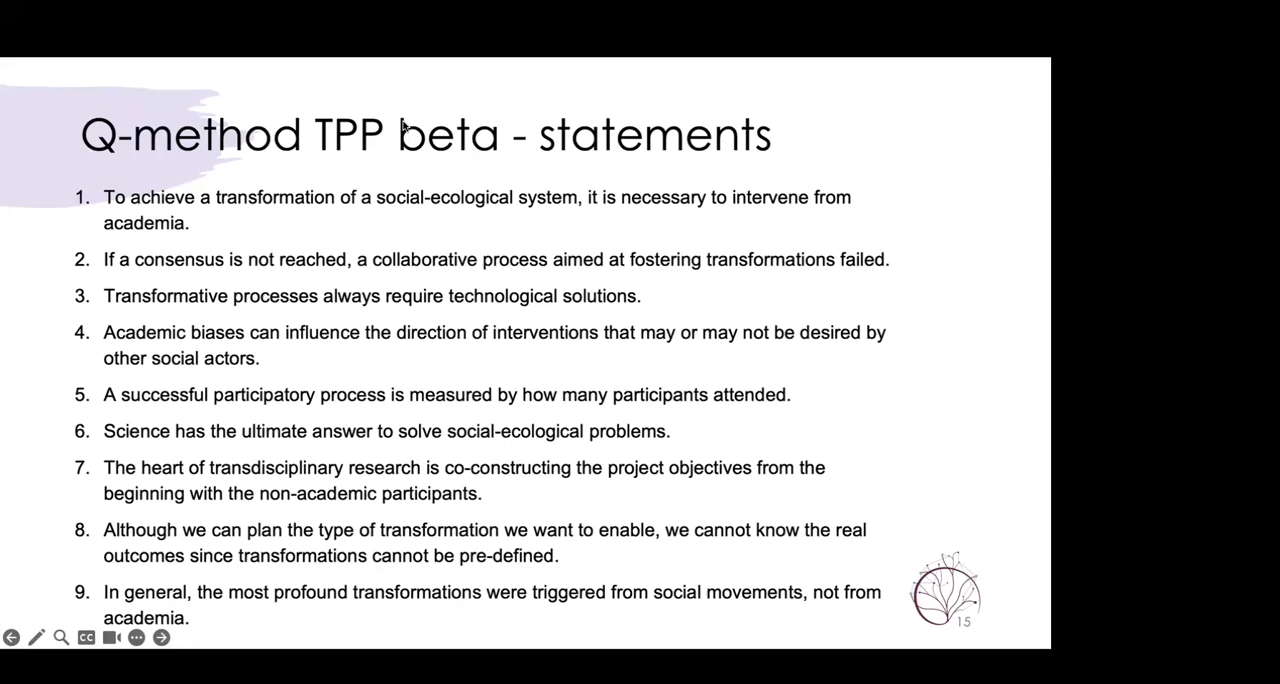 Q-method TPP beta - statements
1. To achieve a transformation of a social-ecological system, it is necessary to intervene from
academia.
2. If a consensus is not reached, a collaborative process aimed at fostering transformations failed.
3. Transformative processes always require technological solutions.
4. Academic biases can influence the direction of interventions that may or may not be desired by
other social actors.
5. A successful participatory process is measured by how many participants attended.
6. Science has the ultimate answer to solve social-ecological problems.
7. The heart of transdisciplinary research is co-constructing the project objectives from the
beginning with the non-academic participants.
8. Although we can plan the type of transformation we want to enable, we cannot know the real
outcomes since transformations cannot be pre-defined.
9. In general, the most profound transformations were triggered from social movements, not from
academia.
CC
15